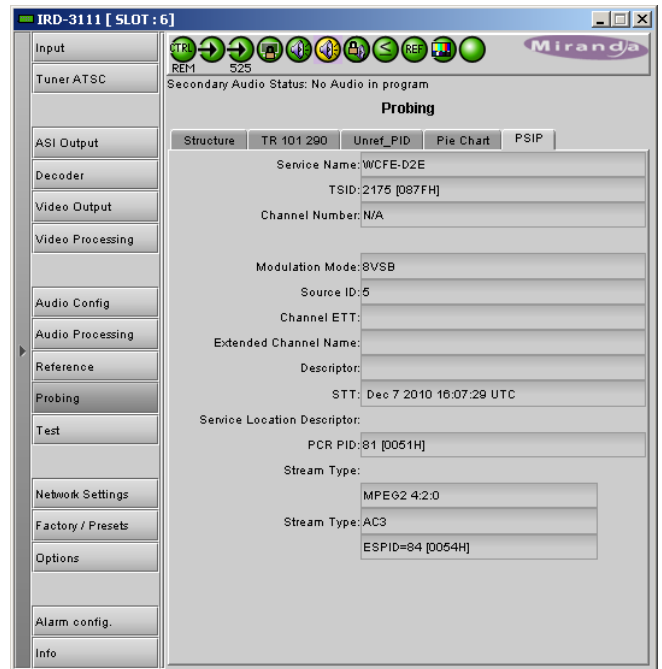 IRD-3111 [ SLOT : 6]
CTRL
REF
REM
525
Miranda
Secondary Audio Status: No Audio in program
Probing
Input
Tuner ATSC
ASI Output
Decoder
Video Output
Video Processing
Audio Config
Audio Processing
Reference
Probing
Test
Network Settings
Factory / Presets
Options
Alarm config.
Info
Structure
TR 101 290
Unref_PID
Pie Chart
PSIP
Service Name: WCFE-D2E
TSID: 2175 [087FH]
Channel Number: N/A
Modulation Mode: 8VSB
Source ID: 5
Channel ETT:
Extended Channel Name:
Descriptor:
STT: Dec 7 2010 16:07:29 UTC
Service Location Descriptor:
PCR PID: 81 [0051H]
Stream Type:
MPEG2 4:2:0
Stream Type: AC3
ESPID=84 [0054H]